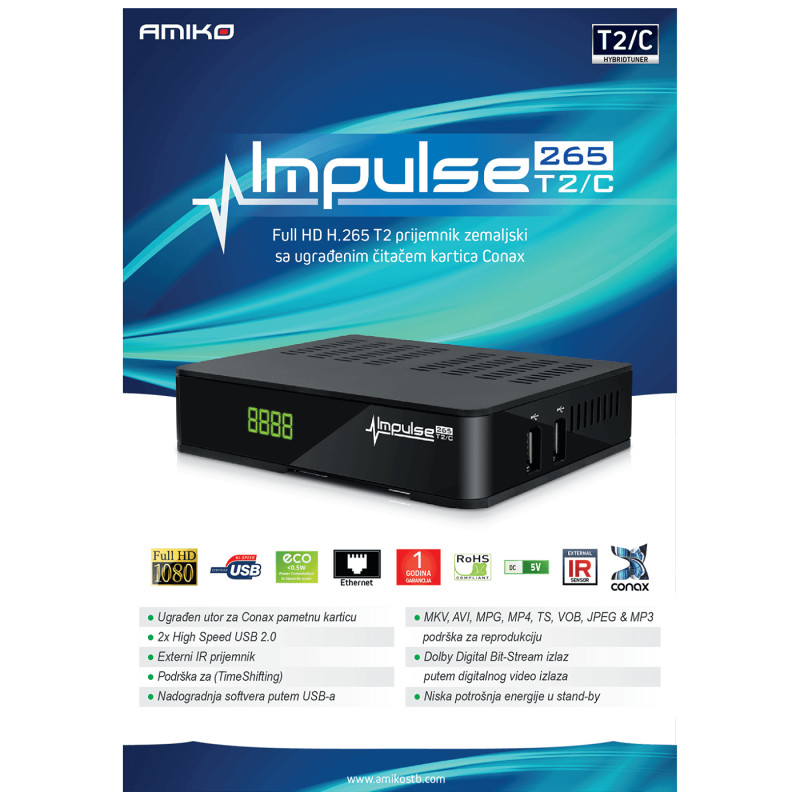 AMIKO
T2/C
HYBRIDTUNER
Impulse 265
T2/C
Full HD H.265 T2 prijemnik zemaljski
sa ugrađenim čitačem kartica Conax
8888
Impulse 265
T2/C
Full HD
1080
HI-SPEED
CERTIFIED
USB
eco
<0.5W
Ethernet
1
GODINA
GARANCIJA
RoHS
COMPLIANT
DC 5V
EXTERNAL
IR
SENSOR
conax
• Ugrađen utor za Conax pametnu karticu
• 2x High Speed USB 2.0
• Externi IR prijemnik
• Podrška za (TimeShifting)
• Nadogradnja softvera putem USB-a
• MKV, AVI, MPG, MP4, TS, VOB, JPEG & MP3
podrška za reprodukciju
• Dolby Digital Bit-Stream izlaz
putem digitalnog video izlaza
• Niska potrošnja energije u stand-by
www.amikostb.com